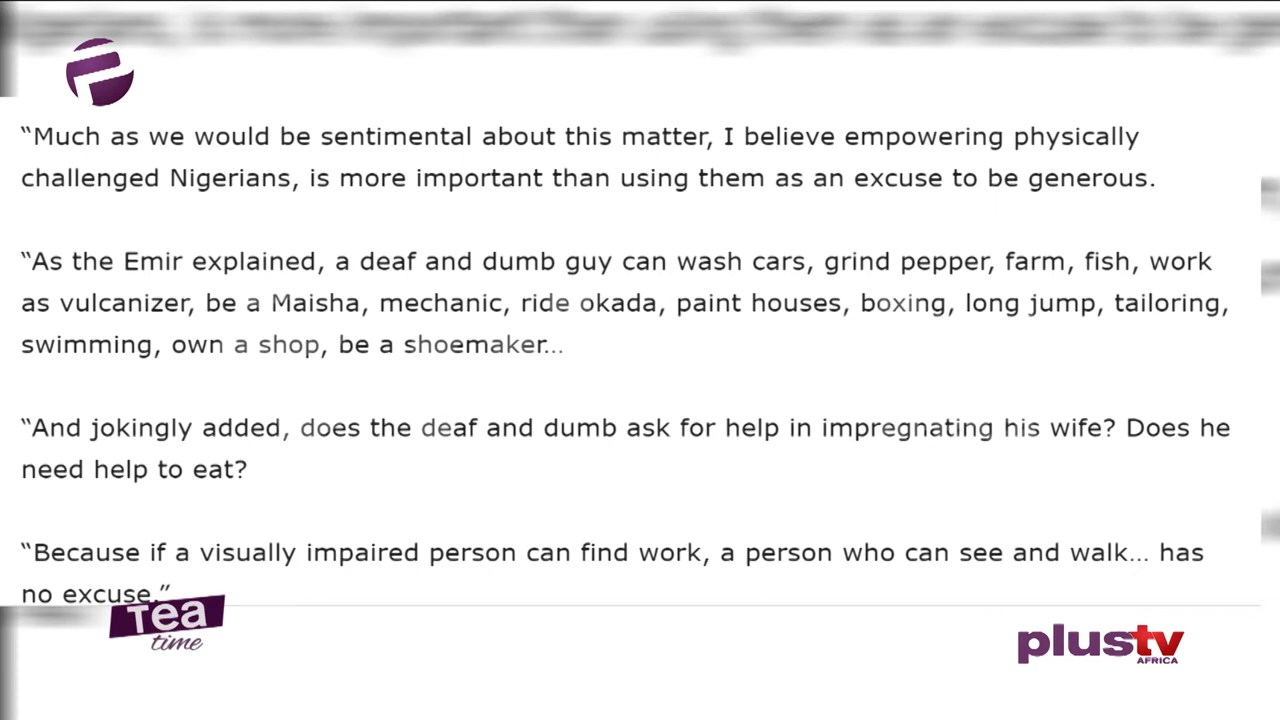 “Much as we would be sentimental about this matter, I believe empowering physically
challenged Nigerians, is more important than using them as an excuse to be generous.
“As the Emir explained, a deaf and dumb guy can wash cars, grind pepper, farm, fish, work
as vulcanizer, be a Maisha, mechanic, ride okada, paint houses, boxing, long jump, tailoring,
swimming, own a shop, be a shoemaker...
“And jokingly added, does the deaf and dumb ask for help in impregnating his wife? Does he
need help to eat?
“Because if a visually impaired person can find work, a person who can see and walk... has
no excuse.”
Tea
time
plustv
AFRICA